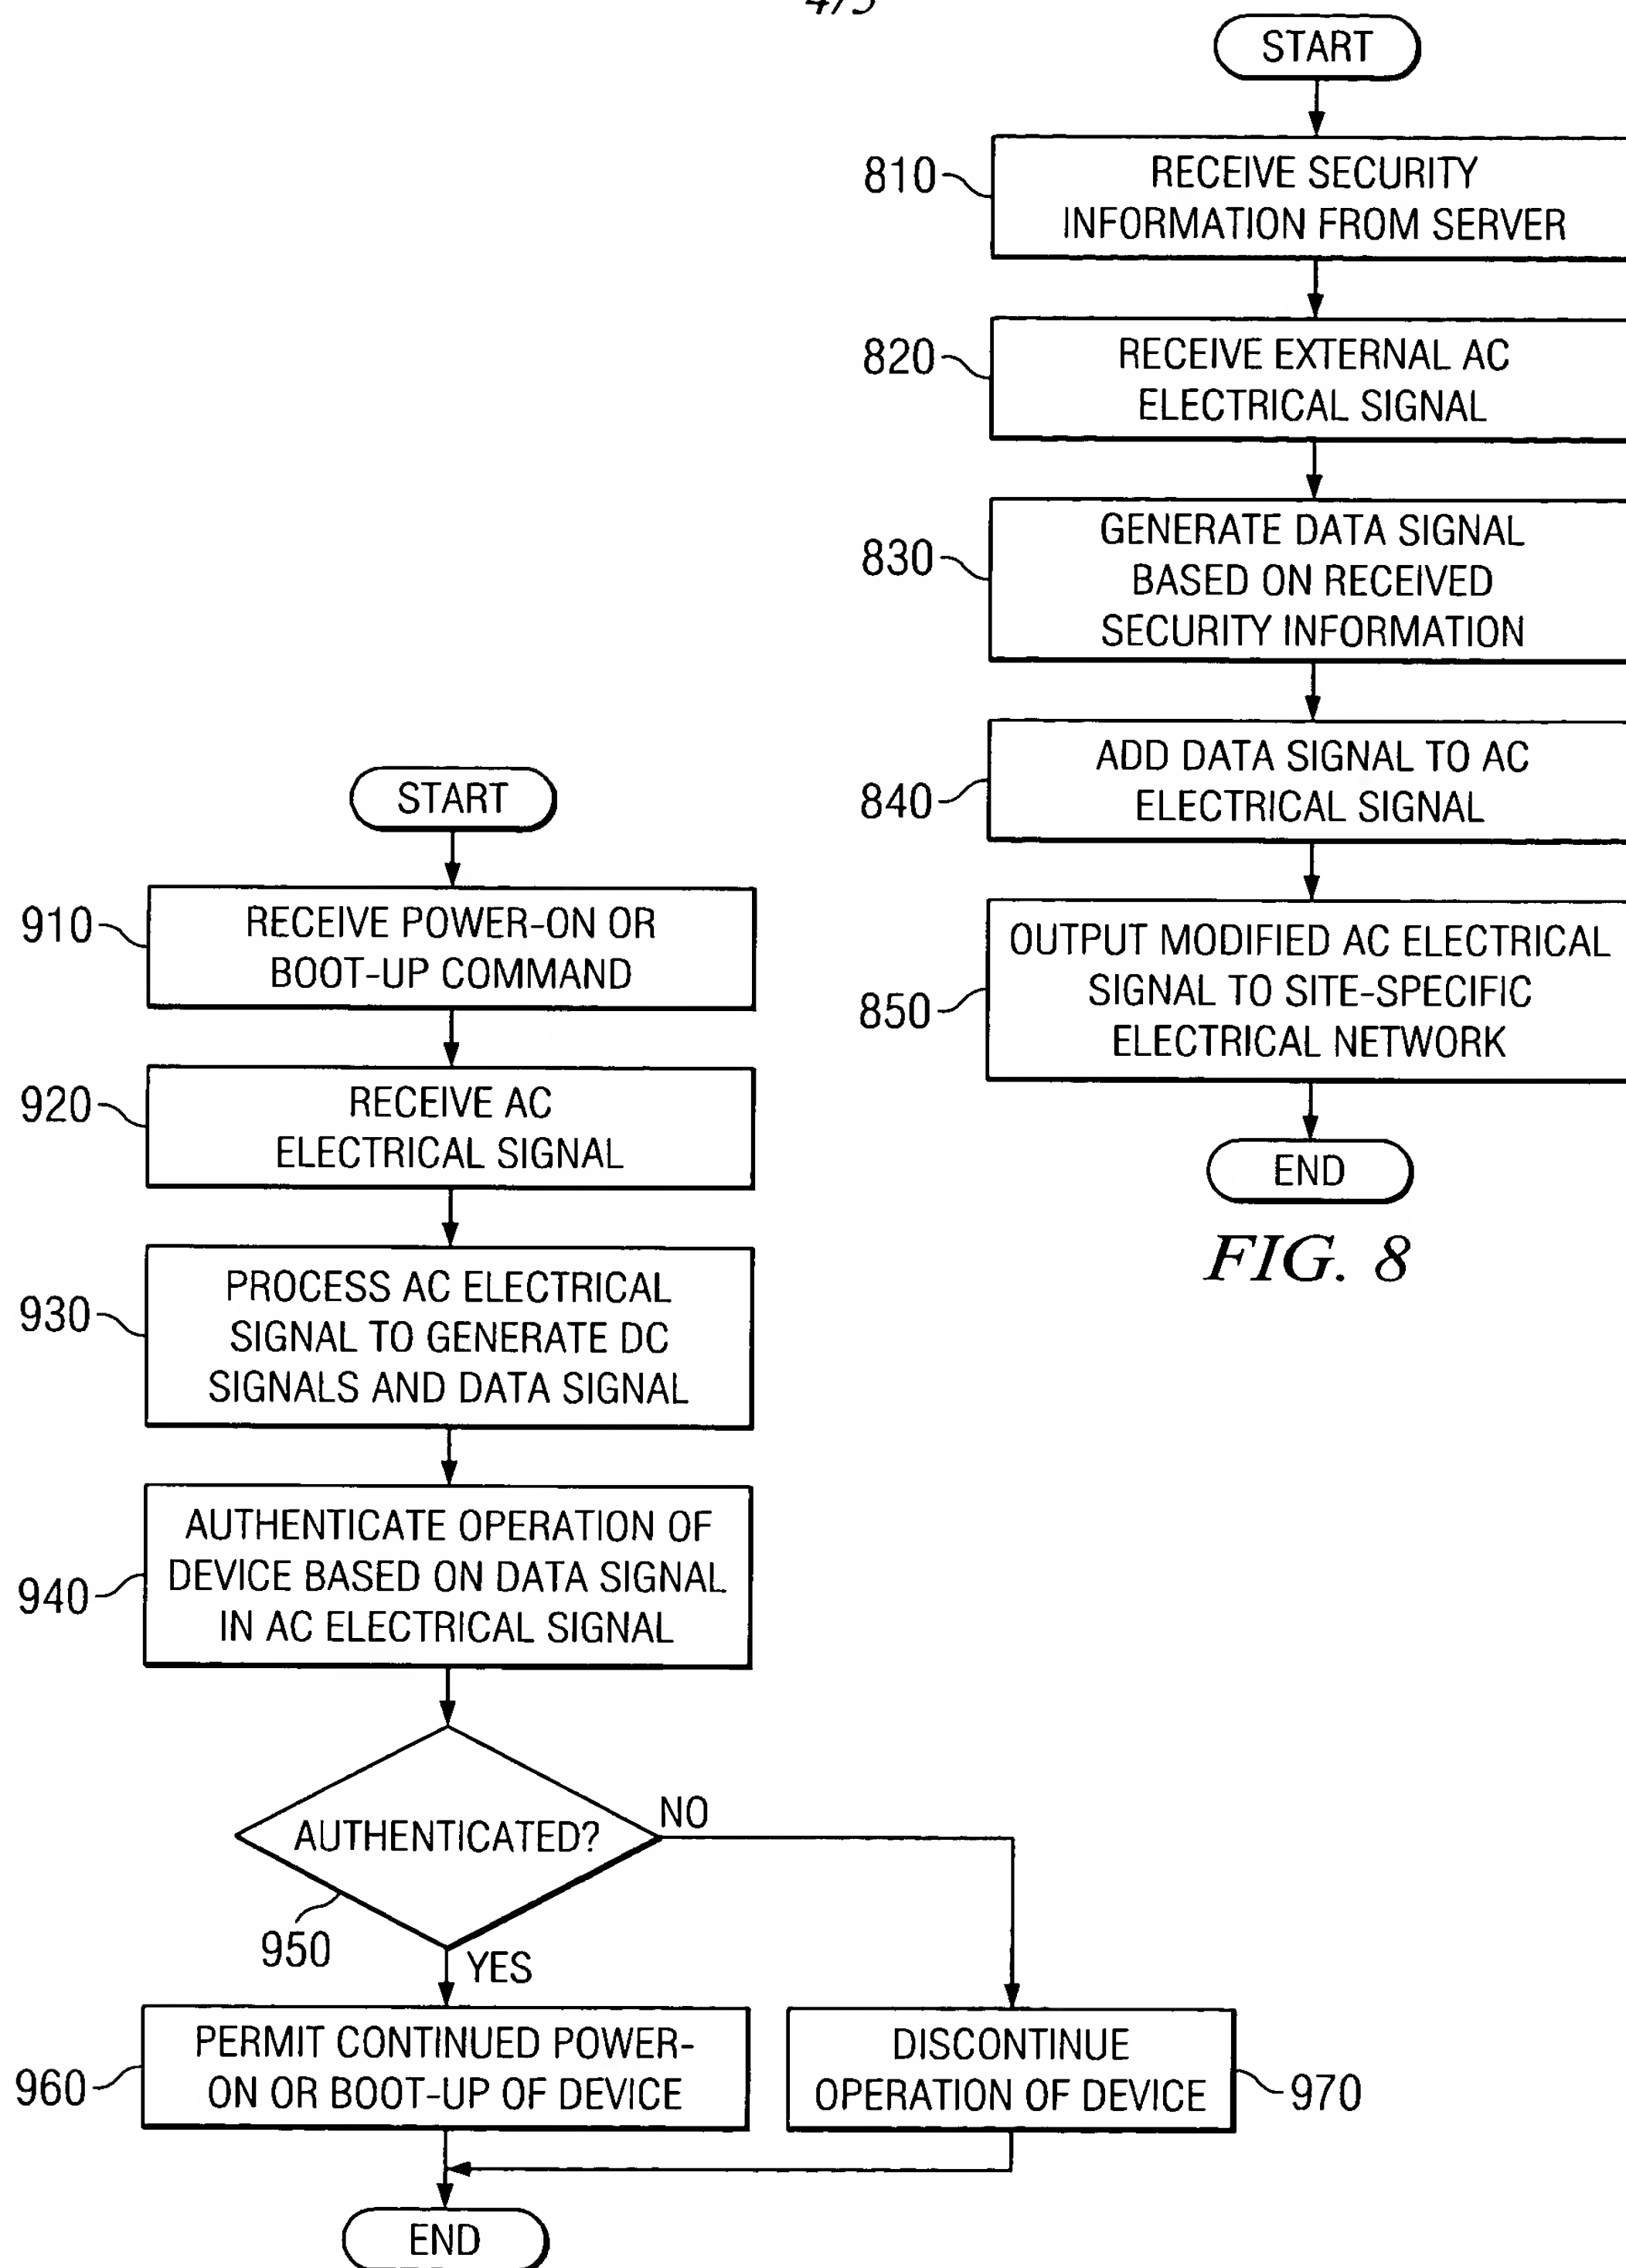 START
810
RECEIVE SECURITY
INFORMATION FROM SERVER
820
RECEIVE EXTERNAL AC
ELECTRICAL SIGNAL
830
GENERATE DATA SIGNAL
BASED ON RECEIVED
SECURITY INFORMATION
840
ADD DATA SIGNAL TO AC
ELECTRICAL SIGNAL
850
OUTPUT MODIFIED AC ELECTRICAL
SIGNAL TO SITE-SPECIFIC
ELECTRICAL NETWORK
END
FIG. 8
START
910
RECEIVE POWER-ON OR
BOOT-UP COMMAND
920
RECEIVE AC
ELECTRICAL SIGNAL
930
PROCESS AC ELECTRICAL
SIGNAL TO GENERATE DC
SIGNALS AND DATA SIGNAL
940
AUTHENTICATE OPERATION OF
DEVICE BASED ON DATA SIGNAL
IN AC ELECTRICAL SIGNAL
AUTHENTICATED?
NO
950
YES
960
PERMIT CONTINUED POWER-
ON OR BOOT-UP OF DEVICE
DISCONTINUE
OPERATION OF DEVICE
970
END